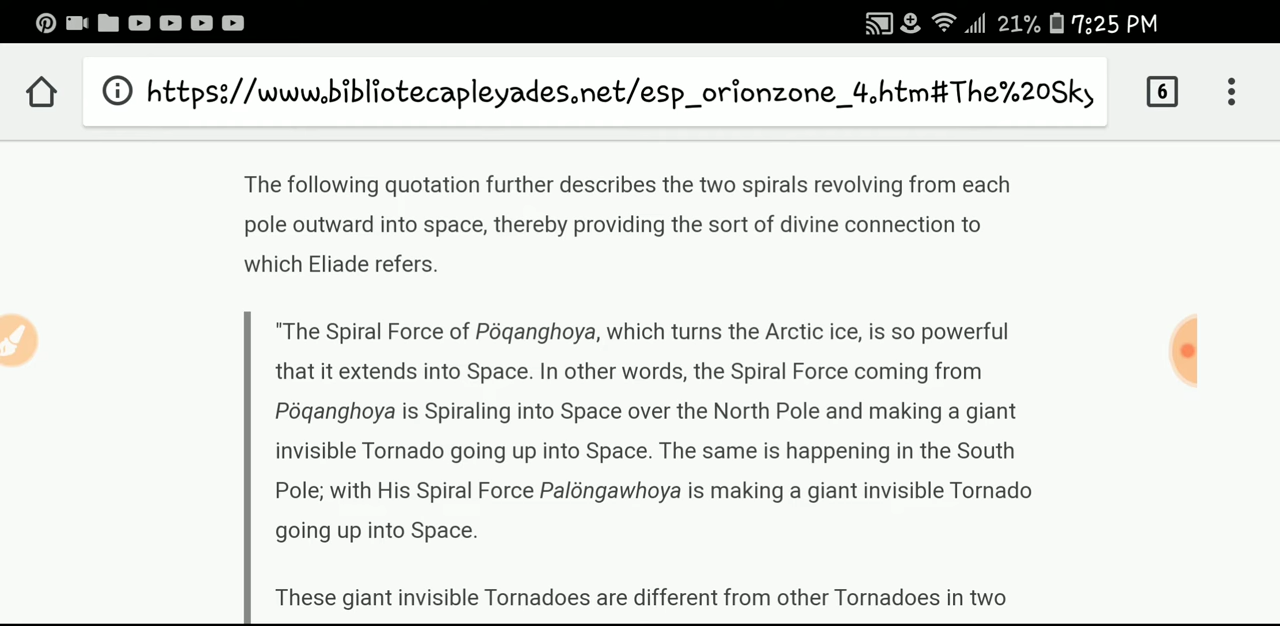 21% 7:25 PM
https://www.bibliotecapleyades.net/esp_orionzone_4.htm#The%20Sky
6
The following quotation further describes the two spirals revolving from each
pole outward into space, thereby providing the sort of divine connection to
which Eliade refers.
"The Spiral Force of Pöqanghoya, which turns the Arctic ice, is so powerful
that it extends into Space. In other words, the Spiral Force coming from
Pöqanghoya is Spiraling into Space over the North Pole and making a giant
invisible Tornado going up into Space. The same is happening in the South
Pole; with His Spiral Force Palöngawhoya is making a giant invisible Tornado
going up into Space.
These giant invisible Tornadoes are different from other Tornadoes in two